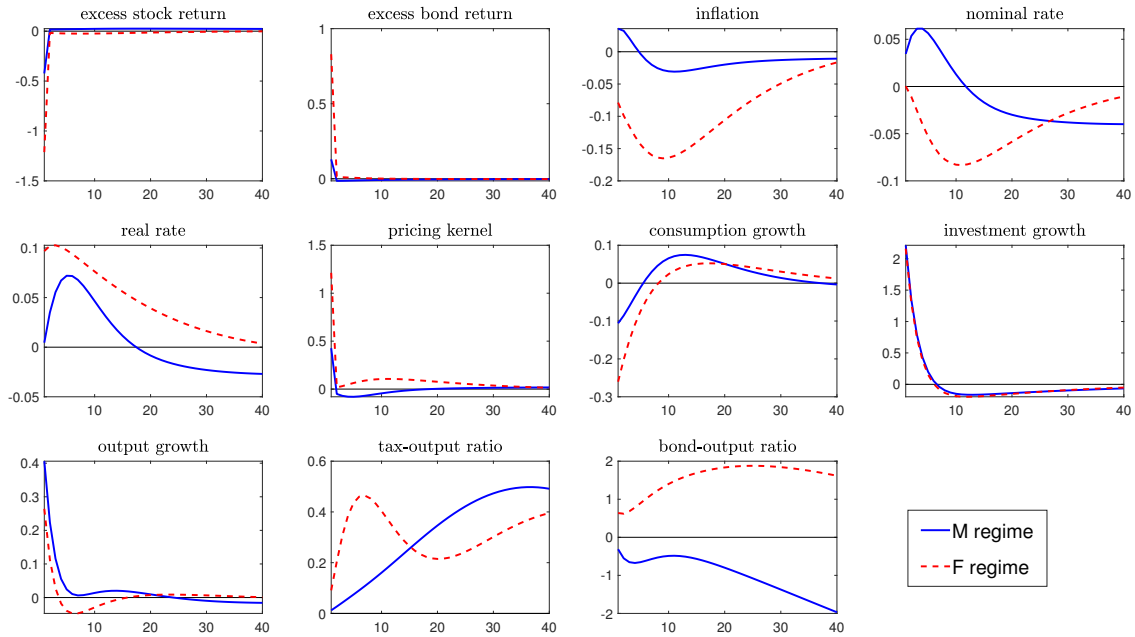 excess stock return
excess bond return
inflation
nominal rate
0
-0.5
-1
-1.5
10 20 30 40
1
0.5
0
10 20 30 40
0
-0.05
-0.1
-0.15
-0.2
10 20 30 40
0.05
0
-0.05
-0.1
10 20 30 40
real rate
pricing kernel
consumption growth
investment growth
0.1
0.05
0
-0.05
10 20 30 40
1.5
1
0.5
0
10 20 30 40
0.1
0
-0.1
-0.2
-0.3
10 20 30 40
2
1.5
1
0.5
0
10 20 30 40
output growth
tax-output ratio
bond-output ratio
0.4
0.3
0.2
0.1
0
10 20 30 40
0.6
0.4
0.2
0
10 20 30 40
2
1
0
-1
-2
10 20 30 40
M regime
F regime